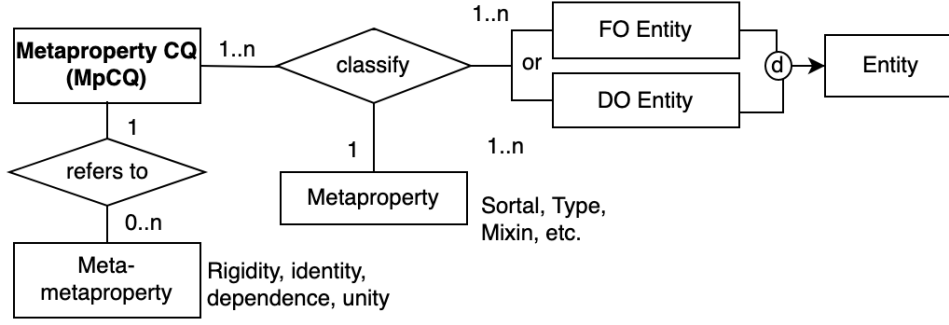 1..n
FO Entity
Metaproperty CQ
(MpCQ)
1..n
classify
or
d
Entity
DO Entity
1
refers to
1
1..n
Metaproperty
Sortal, Type,
Mixin, etc.
0..n
Meta-
metaproperty
Rigidity, identity,
dependence, unity